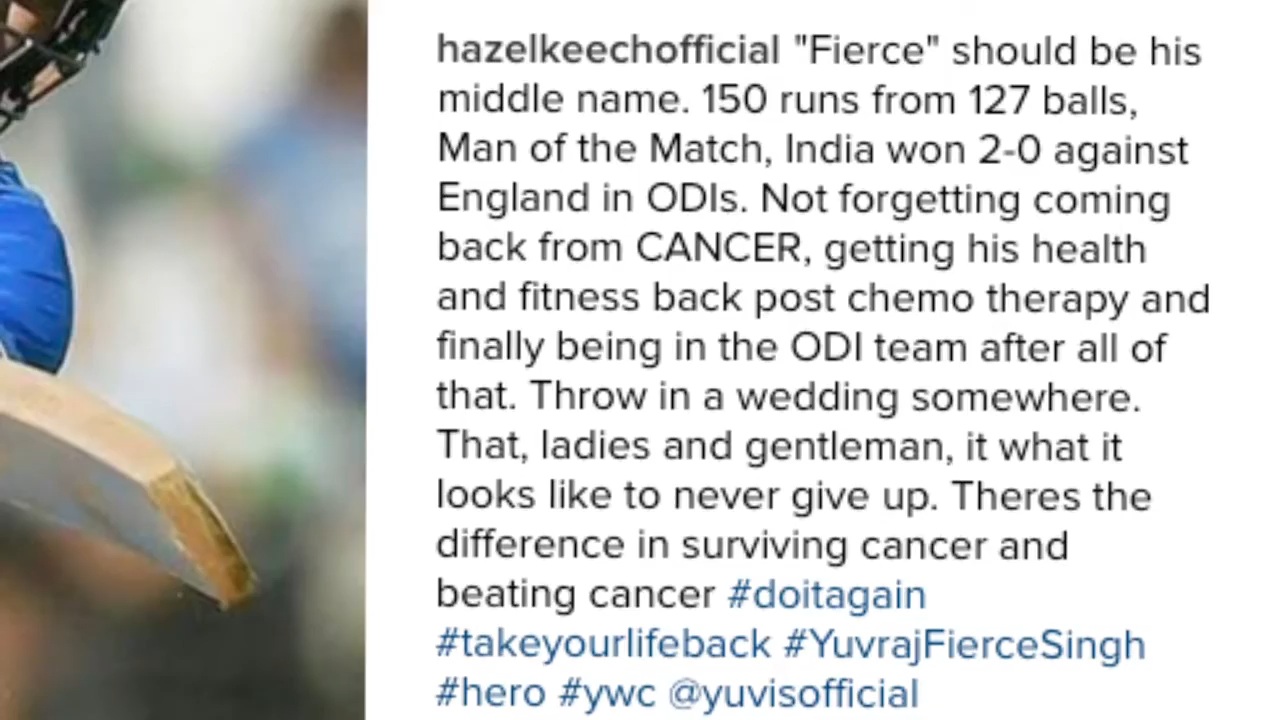 hazelkeechofficial "Fierce" should be his
middle name. 150 runs from 127 balls,
Man of the Match, India won 2-0 against
England in ODIs. Not forgetting coming
back from CANCER, getting his health
and fitness back post chemo therapy and
finally being in the ODI team after all of
that. Throw in a wedding somewhere.
That, ladies and gentleman, it what it
looks like to never give up. Theres the
difference in surviving cancer and
beating cancer #doitagain
#takeyourlifeback #YuvrajFierceSingh
#hero #ywc @yuvisofficial